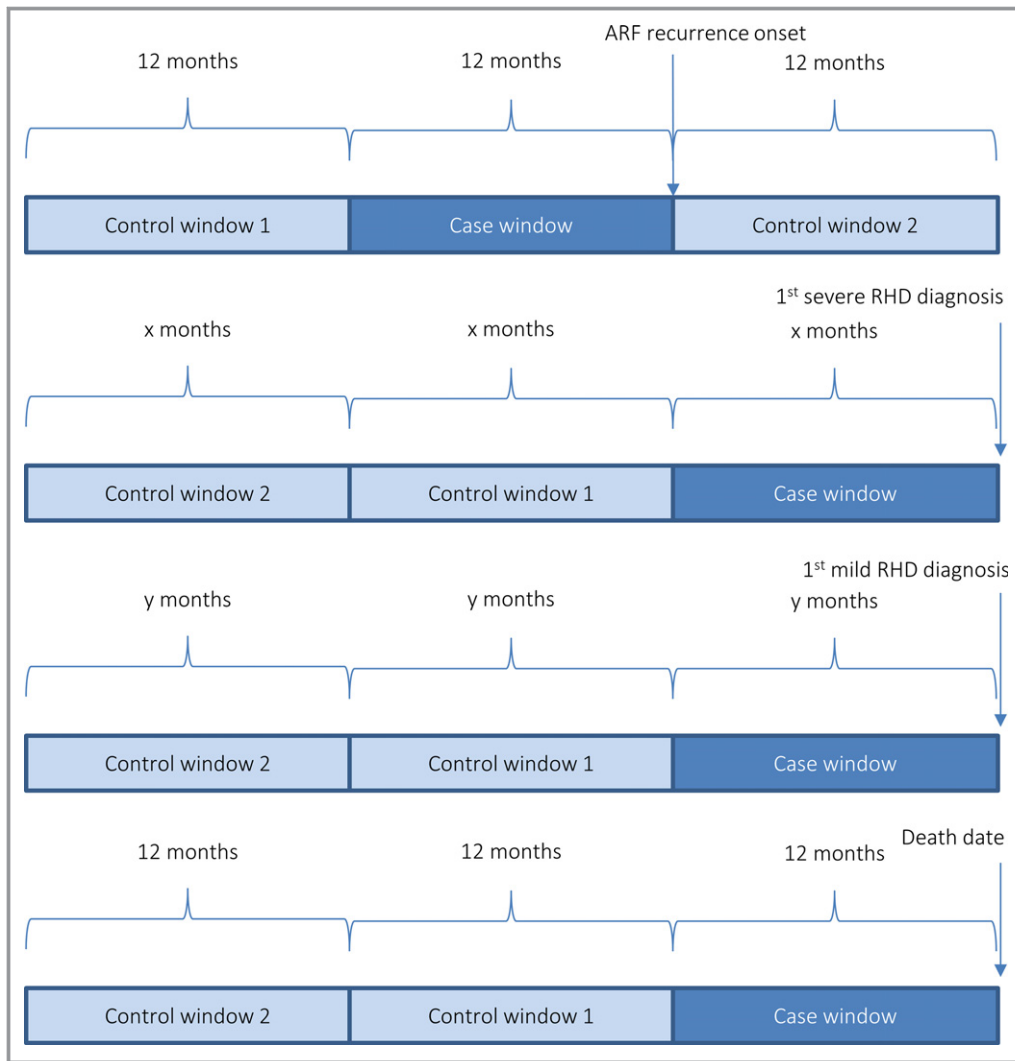 ARF recurrence onset
12 months 12 months 12 months
Control window 1 Case window Control window 2
1st severe RHD diagnosis
x months x months x months
Control window 2 Control window 1 Case window
1st mild RHD diagnosis
y months y months y months
Control window 2 Control window 1 Case window
Death date
12 months 12 months 12 months
Control window 2 Control window 1 Case window